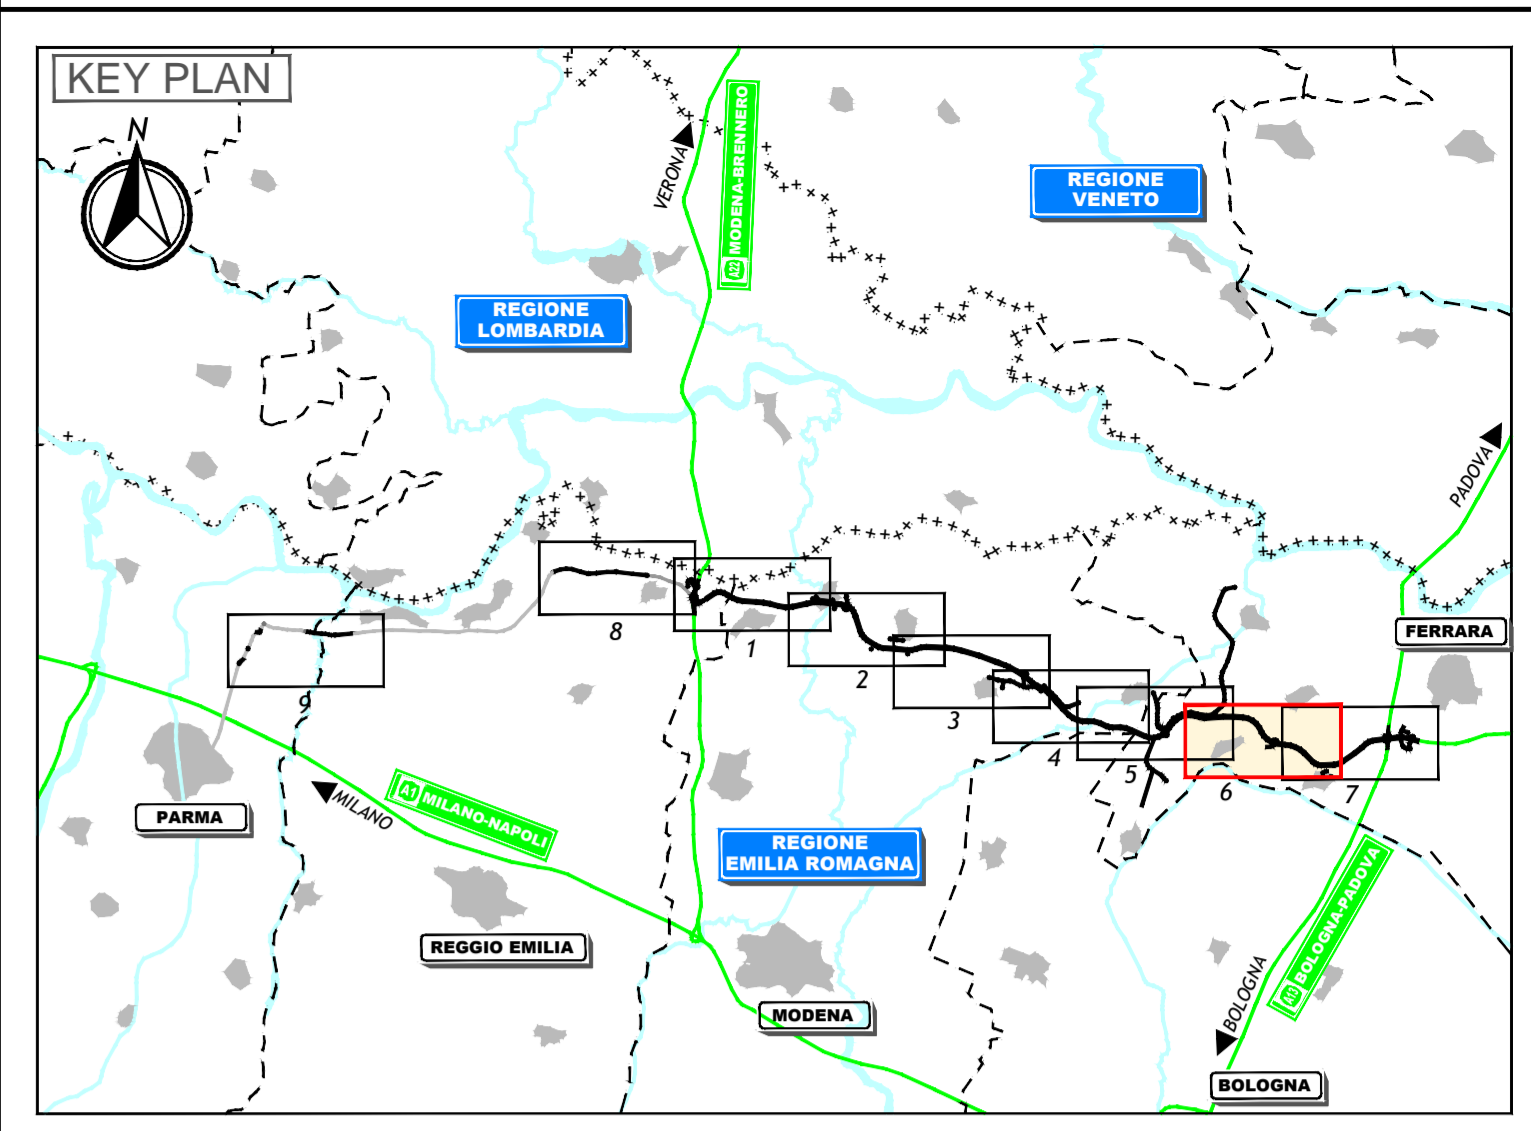 KEY PLAN
N
VERONA
A22 MODENA-BRENNERO
REGIONE
VENETO
REGIONE
LOMBARDIA
PADOVA
FERRARA
8
1
2
3
4
5
6
7
9
PARMA
MILANO
A1 MILANO-NAPOLI
REGIONE
EMILIA ROMAGNA
A13 BOLOGNA-PADOVA
REGGIO EMILIA
BOLOGNA
MODENA
BOLOGNA